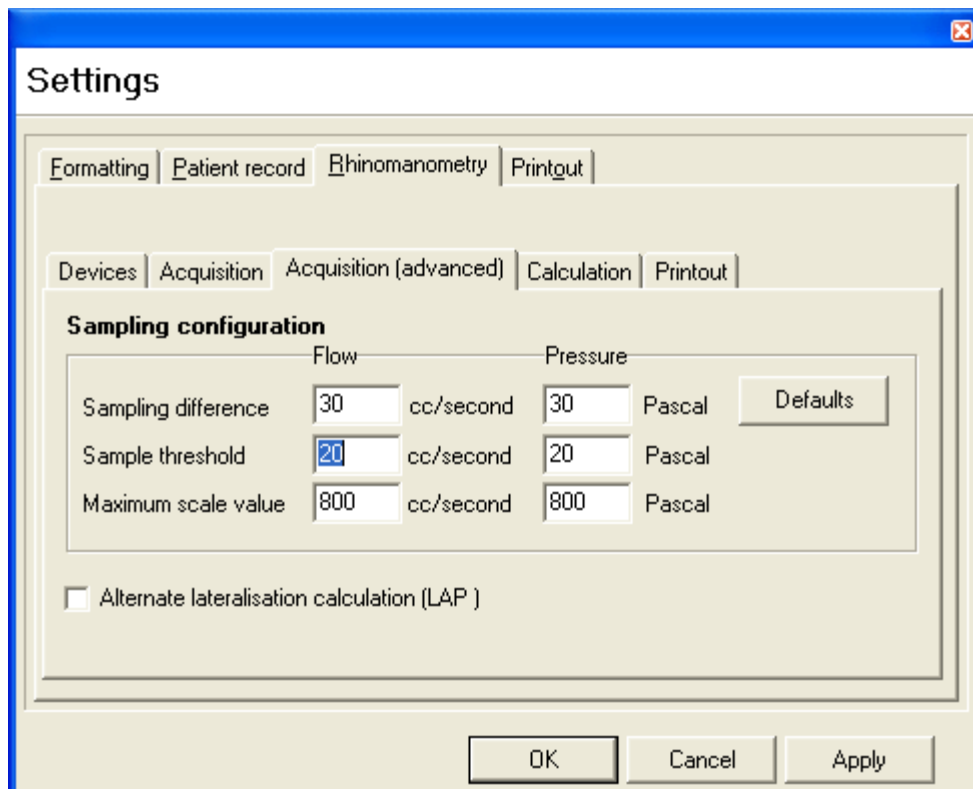 Settings
Formatting Patient record Rhinomanometry Printout
Devices Acquisition Acquisition (advanced) Calculation Printout
Sampling configuration
Flow Pressure
Sampling difference 30 cc/second 30 Pascal Defaults
Sample threshold 20 cc/second 20 Pascal
Maximum scale value 800 cc/second 800 Pascal
Alternate lateralisation calculation (LAP )
OK Cancel Apply